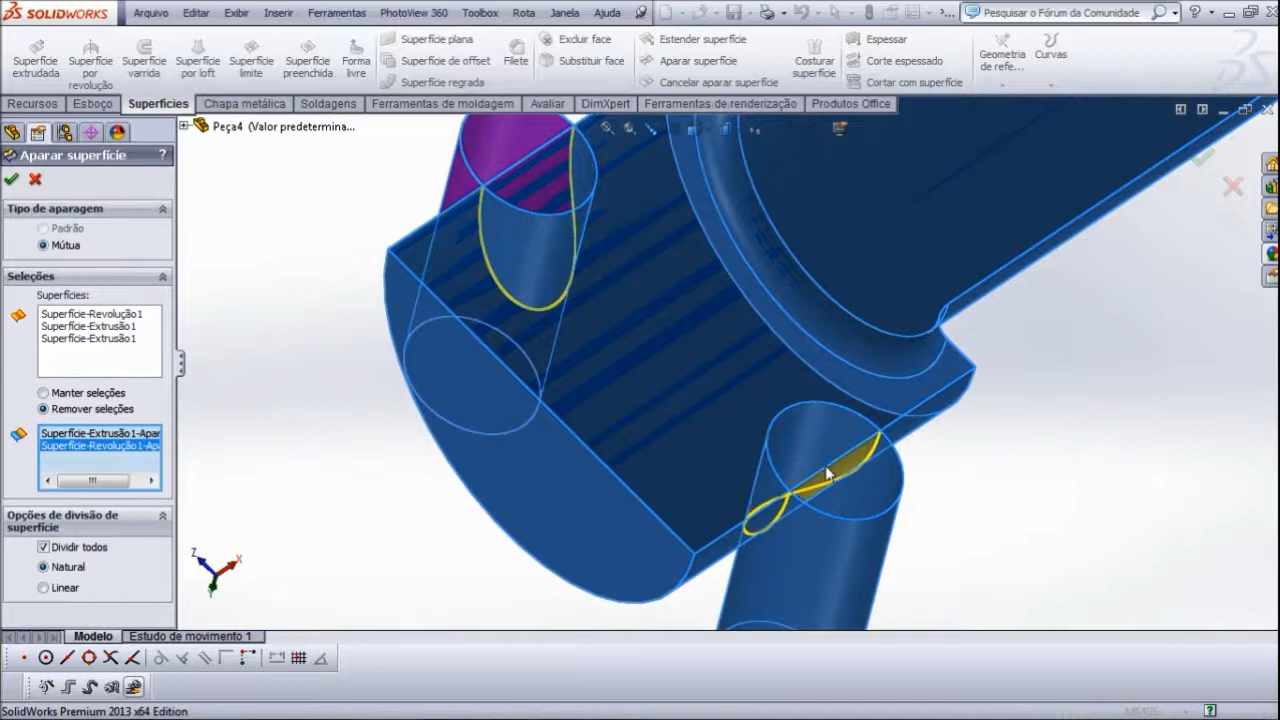 SOLIDWORKS
Arquivo Editar Exibir Inserir Ferramentas PhotoView 360 Toolbox Rota Janela Ajuda
Pesquisar o Fórum da Comunidade
Superfície extrudada
Superfície por revolução
Superfície varrida
Superfície por loft
Superfície limite
Superfície preenchida
Forma livre
Superfície plana
Superfície de offset
Superfície regrada
Filete
Excluir face
Substituir face
Estender superfície
Aparar superfície
Cancelar aparar superfície
Costurar superfície
Espessar
Corte espessado
Cortar com superfície
Geometria de refe...
Curvas
Recursos Esboço Superfícies Chapa metálica Soldagens Ferramentas de moldagem Avaliar DimXpert Ferramentas de renderização Produtos Office
Peça4 (Valor predetermina...
Aparar superfície ?
Tipo de aparagem
Padrão
Mútua
Seleções
Superfícies:
Superfície-Revolução1
Superfície-Extrusão1
Superfície-Extrusão1
Manter seleções
Remover seleções
Superfície-Extrusão1-Apar
Superfície-Revolução1-Apa
Opções de divisão de
superfície
Dividir todos
Natural
Linear
Z
X
Y
Modelo Estudo de movimento 1
SolidWorks Premium 2013 x64 Edition